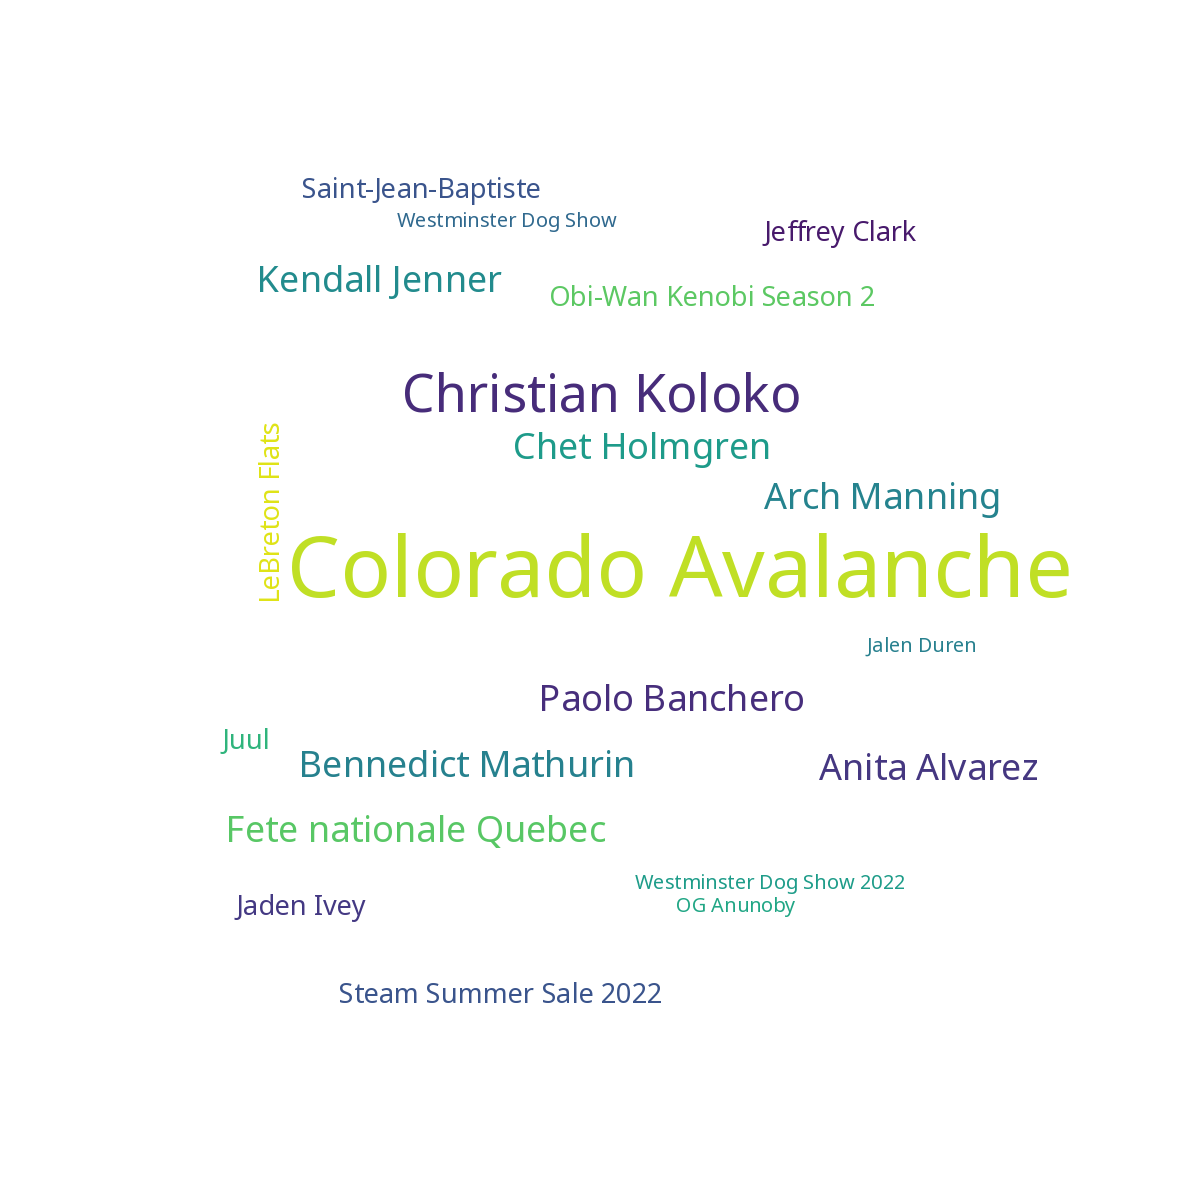 Saint-Jean-Baptiste
Westminster Dog Show
Jeffrey Clark
Kendall Jenner
Obi-Wan Kenobi Season 2
Christian Koloko
Chet Holmgren
LeBreton Flats
Arch Manning
Colorado Avalanche
Jalen Duren
Paolo Banchero
Juul
Bennedict Mathurin
Anita Alvarez
Fete nationale Quebec
Westminster Dog Show 2022
Jaden Ivey
OG Anunoby
Steam Summer Sale 2022